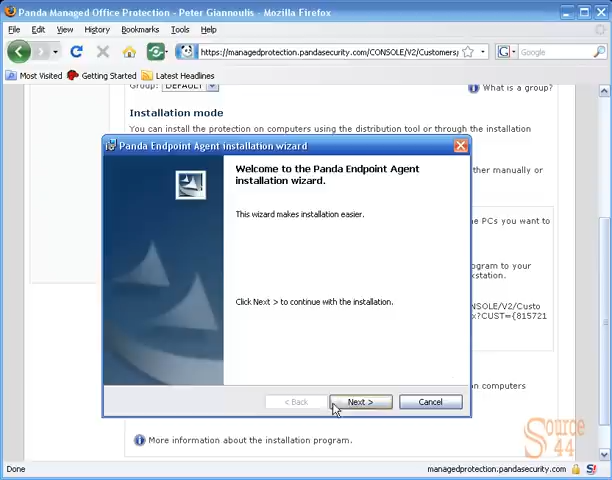 Panda Managed Office Protection - Peter Giannoulis - Mozilla Firefox
File Edit View History Bookmarks Tools Help
https://managedprotection.pandasecurity.com/CONSOLE/V2/Customers
Google
Most Visited Getting Started Latest Headlines
Group: DEFAULT
What is a group?
Installation mode
You can install the protection on computers using the distribution tool or through the installation
Panda Endpoint Agent installation wizard
Welcome to the Panda Endpoint Agent
installation wizard.
ther manually or
This wizard makes installation easier.
he PCs you want to
ogram to your
kstation.
Click Next > to continue with the installation.
ONSOLE/V2/Custo
x?CUST={815721
n computers
< Back Next > Cancel
More information about the installation program.
Source
44
Done
managedprotection.pandasecurity.com